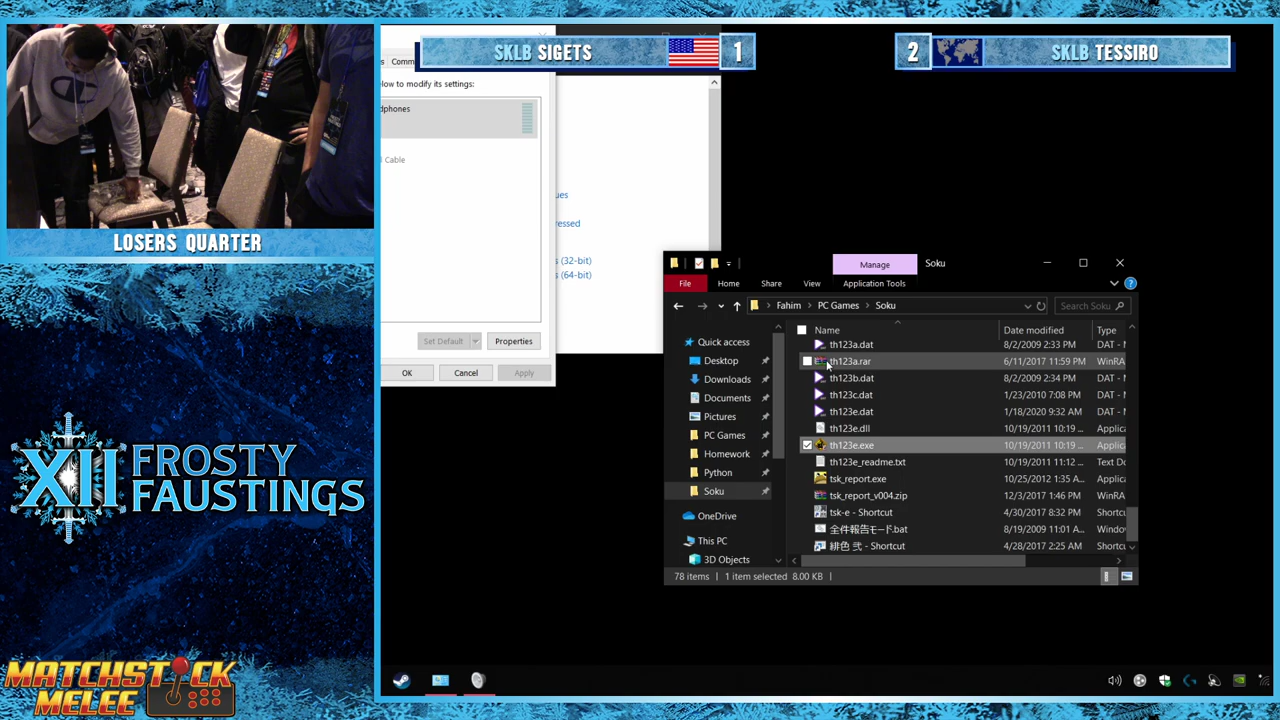 SKLB SIGETS
1
2
SKLB TESSIRO
Comm
low to modify its settings:
dphones
Cable
ues
ressed
s (32-bit)
s (64-bit)
Set Default
Properties
OK
Cancel
Apply
LOSERS QUARTER
XII FROSTY
FAUSTINGS
MATCHSTICK
MELEE
Manage
Soku
File
Home
Share
View
Application Tools
Fahim
PC Games
Soku
Search Soku
Quick access
Desktop
Downloads
Documents
Pictures
PC Games
Homework
Python
Soku
OneDrive
This PC
3D Objects
Name
Date modified
Type
th123a.dat 8/2/2009 2:33 PM DAT - M
th123a.rar 6/11/2017 11:59 PM WinRA
th123b.dat 8/2/2009 2:34 PM DAT - M
th123c.dat 1/23/2010 7:08 PM DAT - M
th123e.dat 1/18/2020 9:32 AM DAT - M
th123e.dll 10/19/2011 10:19 ... Applica
th123e.exe 10/19/2011 10:19 ... Applica
th123e_readme.txt 10/19/2011 11:12 ... Text Do
tsk_report.exe 10/25/2012 1:35 A... Applica
tsk_report_v004.zip 12/3/2017 1:46 PM WinRA
tsk-e - Shortcut 4/30/2017 8:32 PM Shortcu
全件報告モード.bat 8/19/2009 11:01 A... Windo
緋色 弐 - Shortcut 4/28/2017 2:25 AM Shortcu
78 items
1 item selected 8.00 KB